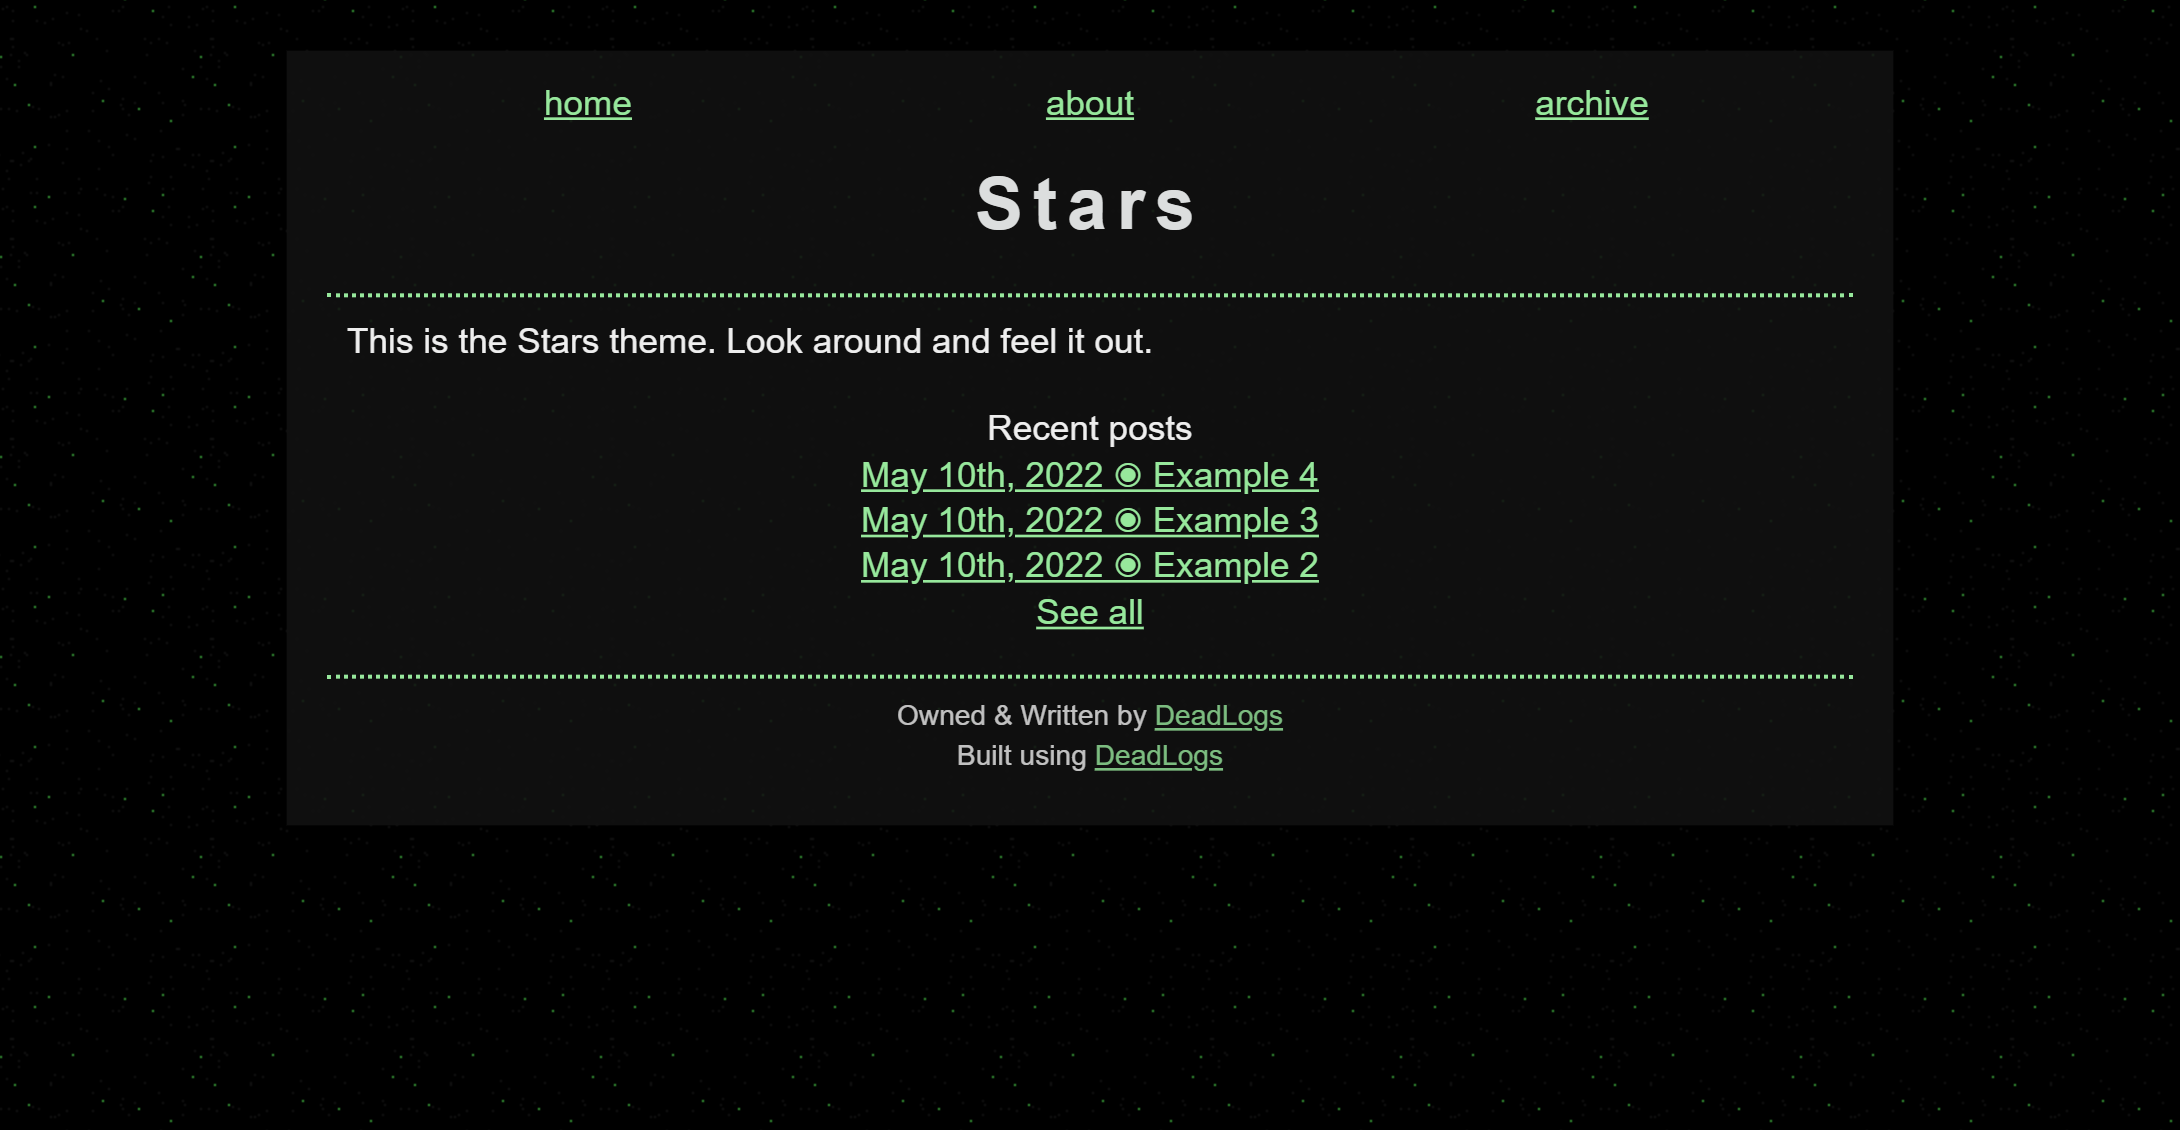 home about archive
Stars
This is the Stars theme. Look around and feel it out.
Recent posts
May 10th, 2022 ◉ Example 4
May 10th, 2022 ◉ Example 3
May 10th, 2022 ◉ Example 2
See all
Owned & Written by DeadLogs
Built using DeadLogs